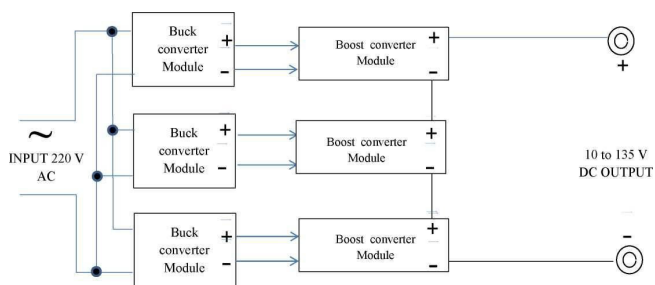 Buck
converter
Module
+
-
Boost converter
Module
+
-
+
~
INPUT 220 V
AC
Buck
converter
Module
+
-
Boost converter
Module
+
-
10 to 135 V
DC OUTPUT
Buck
converter
Module
+
-
Boost converter
Module
+
-
-